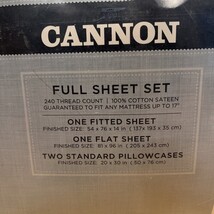 CANNON
FULL SHEET SET
240 THREAD COUNT | 100% COTTON SATEEN
GUARANTEED TO FIT ANY MATTRESS UP TO 17"
ONE FITTED SHEET
FINISHED SIZE: 54 x 76 x 14 in (137x 193 x 35 cm)
ONE FLAT SHEET
FINISHED SIZE: 81 x 96 in (205 x 243 cm)
TWO STANDARD PILLOWCASES
FINISHED SIZE: 20 x 30 in (50 x 76 cm)